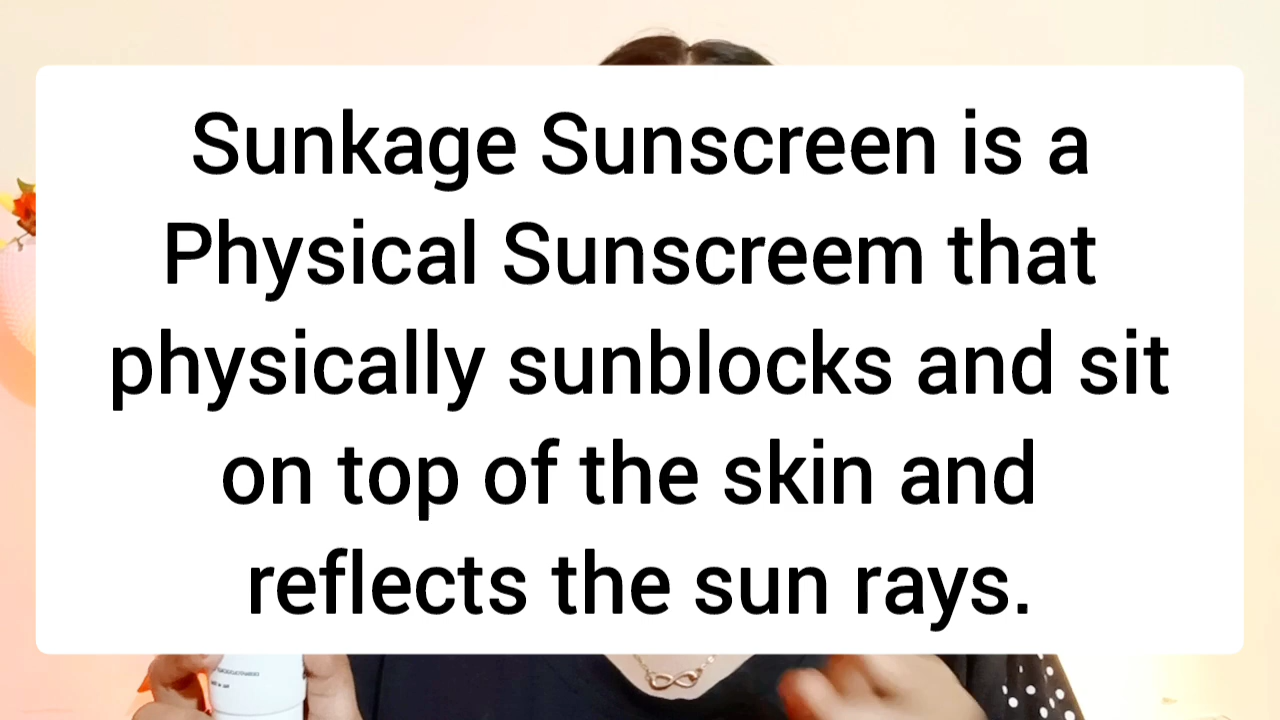 Sunkage Sunscreen is a
Physical Sunscreem that
physically sunblocks and sit
on top of the skin and
reflects the sun rays.